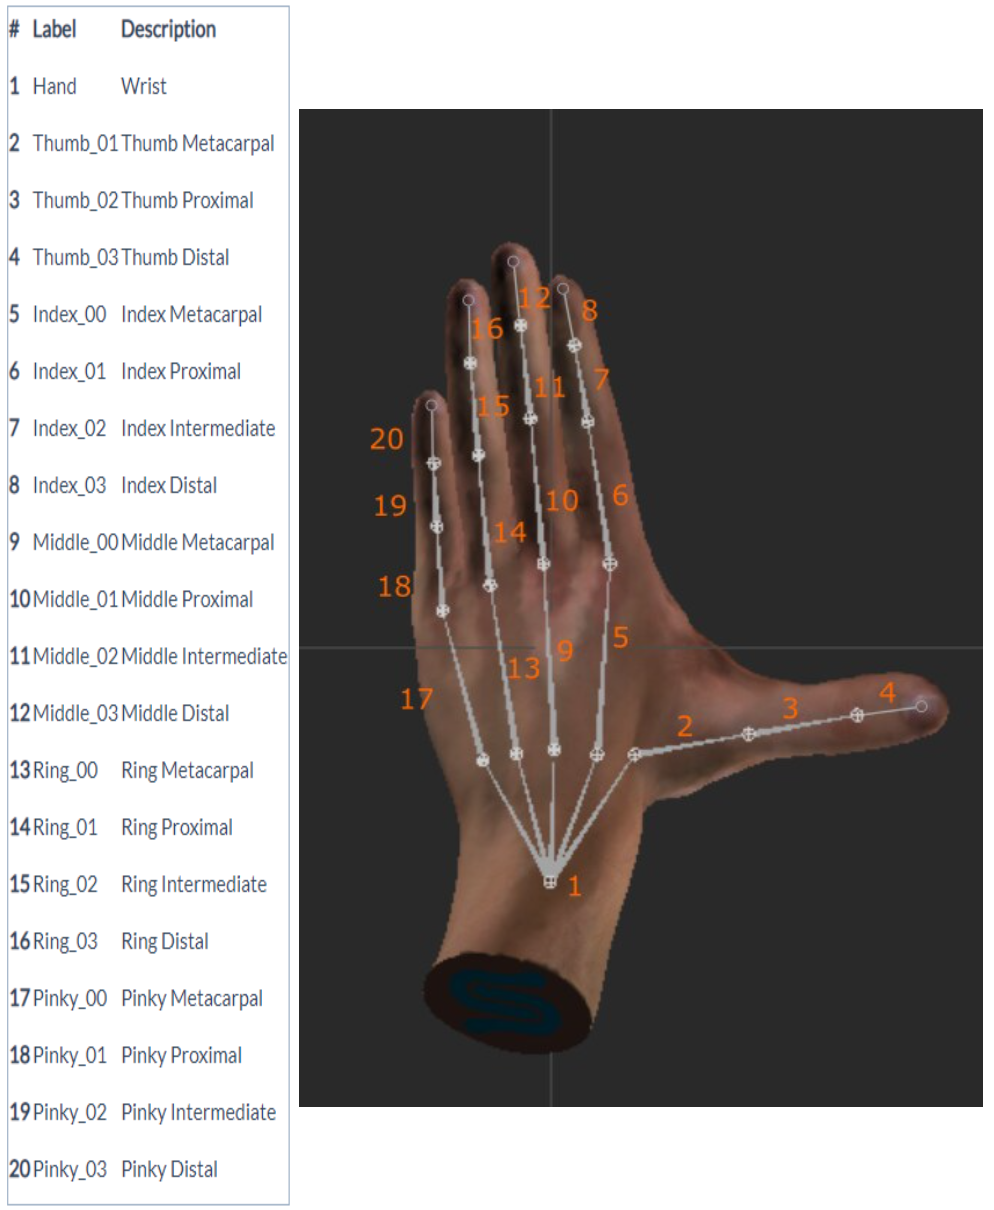 # Label Description
1 Hand Wrist
2 Thumb_01 Thumb Metacarpal
3 Thumb_02 Thumb Proximal
4 Thumb_03 Thumb Distal
5 Index_00 Index Metacarpal
6 Index_01 Index Proximal
7 Index_02 Index Intermediate
8 Index_03 Index Distal
9 Middle_00 Middle Metacarpal
10 Middle_01 Middle Proximal
11 Middle_02 Middle Intermediate
12 Middle_03 Middle Distal
13 Ring_00 Ring Metacarpal
14 Ring_01 Ring Proximal
15 Ring_02 Ring Intermediate
16 Ring_03 Ring Distal
17 Pinky_00 Pinky Metacarpal
18 Pinky_01 Pinky Proximal
19 Pinky_02 Pinky Intermediate
20 Pinky_03 Pinky Distal
12
8
16
7
11
15
20
6
10
19
14
18
5
9
13
4
17
3
2
1